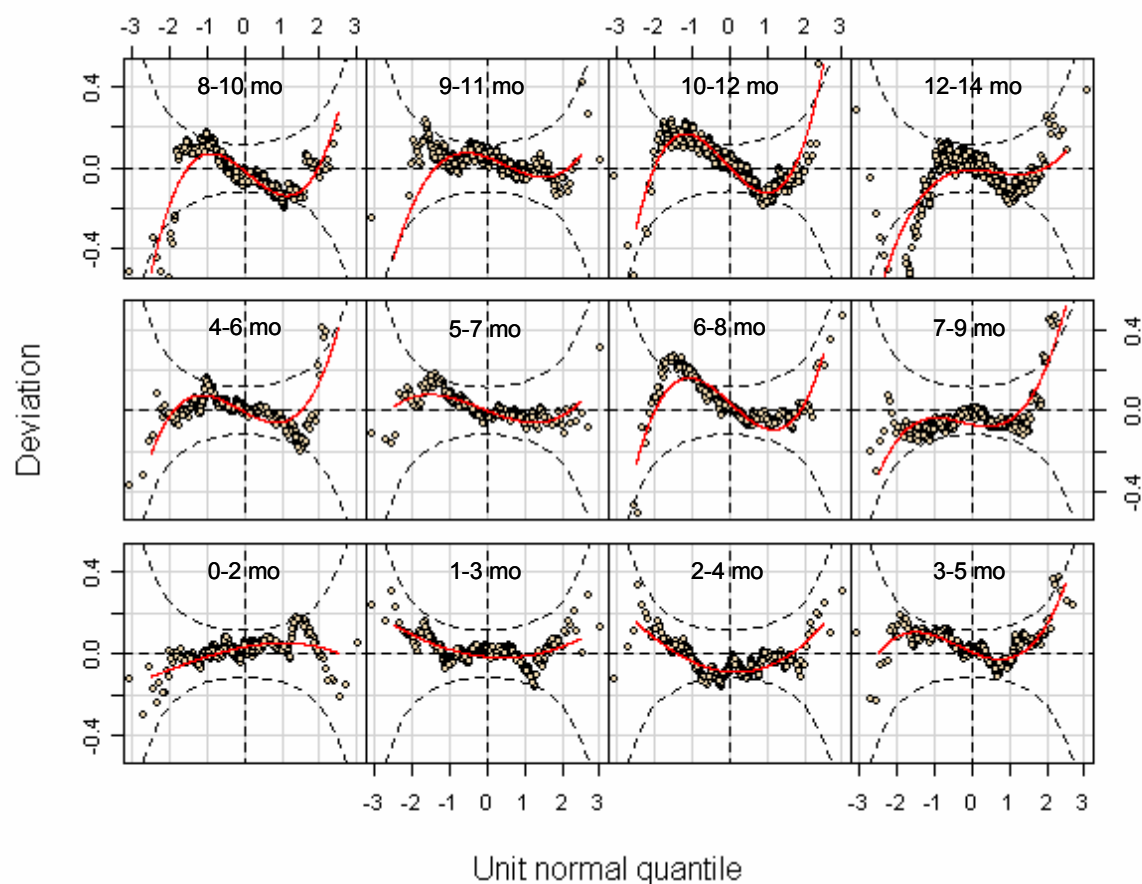 -3 -2 -1 0 1 2 3 -3 -2 -1 0 1 2 3
0.4 0.0 -0.4
8-10 mo 9-11 mo 10-12 mo 12-14 mo
4-6 mo 5-7 mo 6-8 mo 7-9 mo
0.4 0.0 -0.4
Deviation
0-2 mo 1-3 mo 2-4 mo 3-5 mo
0.4 0.0 -0.4
-3 -2 -1 0 1 2 3 -3 -2 -1 0 1 2 3
Unit normal quantile